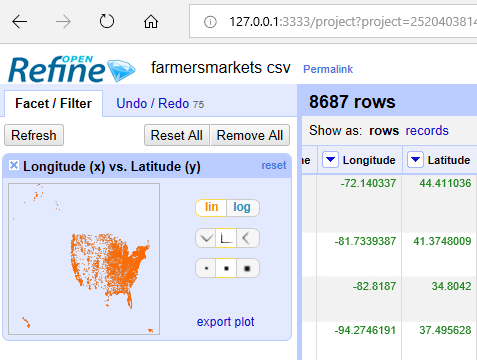 127.0.0.1:3333/project?project=2520403814
OPEN
Refine
farmersmarkets csv Permalink
Facet / Filter Undo / Redo 75
Refresh Reset All Remove All
Longitude (x) vs. Latitude (y) reset
lin log
export plot
8687 rows
Show as: rows records
ne Longitude Latitude
-72.140337 44.411036
-81.7339387 41.3748009
-82.8187 34.8042
-94.2746191 37.495628